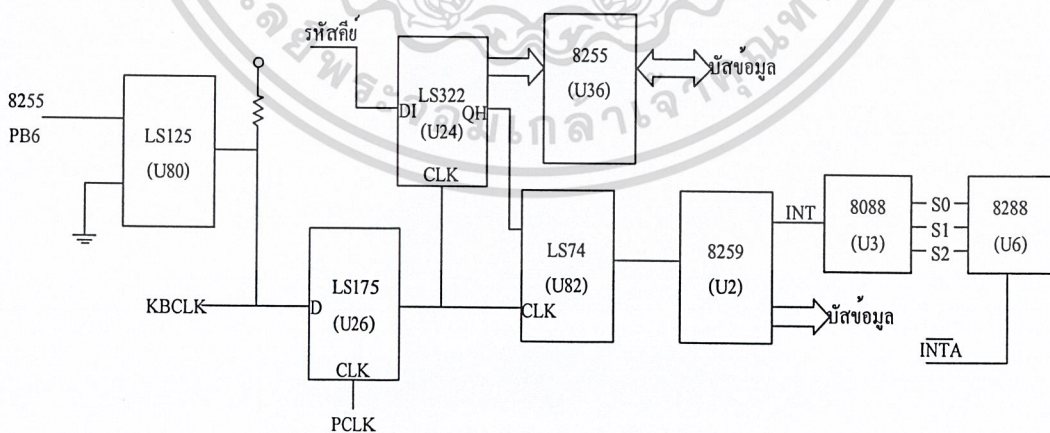 รหัสคีย์
8255
PB6
LS125
(U80)
DI
LS322
QH
(U24)
CLK
8255
(U36)
บัสข้อมูล
KBCLK
D
LS175
(U26)
CLK
PCLK
LS74
(U82)
CLK
8259
(U2)
INT
บัสข้อมูล
8088
(U3)
S0
S1
S2
8288
(U6)
INTA